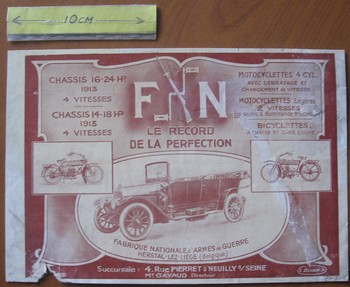 10CM
CHASSIS 16-24 HP
1913
4 VITESSES
CHASSIS 14-18 HP
1913
4 VITESSES
FN
MOTOCYCLETTES 4 CYL.
AVEC DEBRAYAGE ET
CHANGEMENT DE VITESSE
MOTOCYCLETTES Légères
2 VITESSES
BICYCLETTES
LE RECORD
DE LA PERFECTION
FABRIQUE NATIONALE D'ARMES DE GUERRE
HERSTAL-LEZ-LIÈGE (Belgique)
Succursale : 4, Rue PIERRET à NEUILLY s/ SEINE
Mr GAVAUD, Directeur